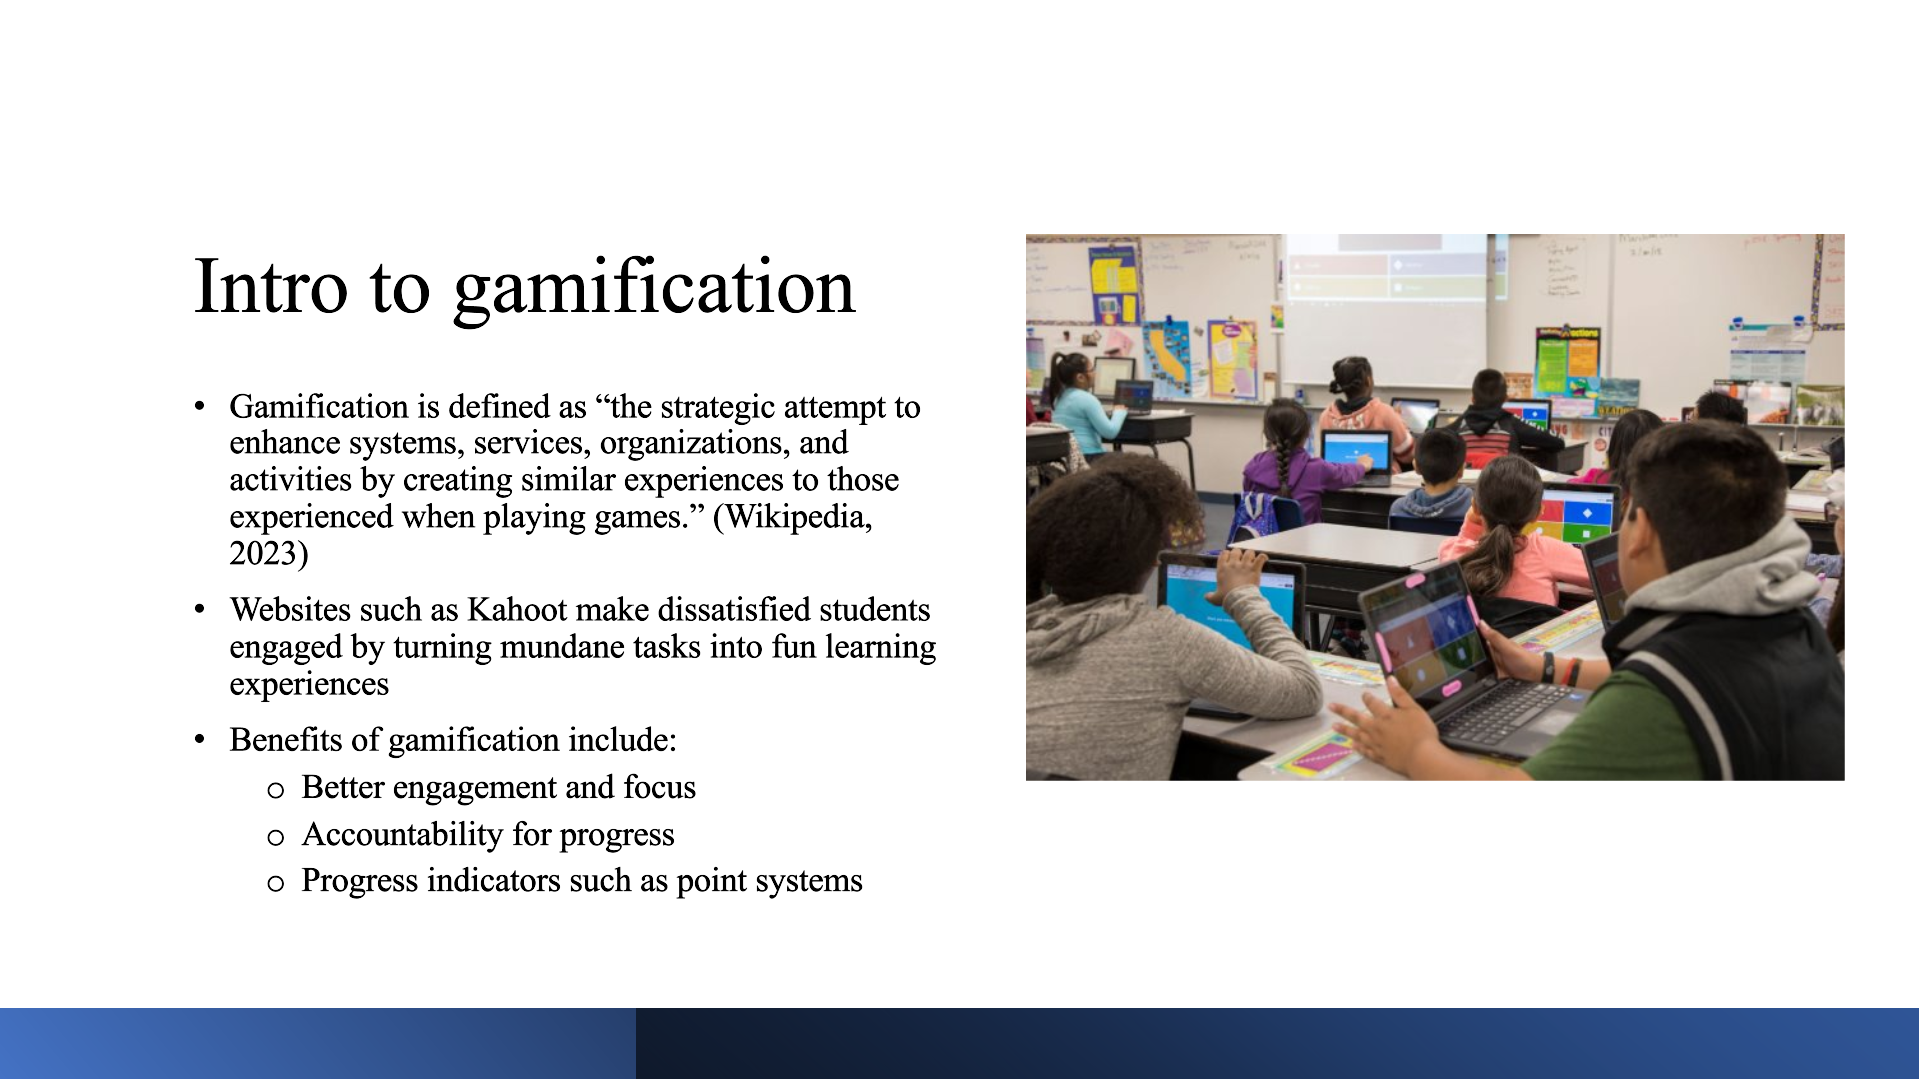 Intro to gamification
• Gamification is defined as “the strategic attempt to
enhance systems, services, organizations, and
activities by creating similar experiences to those
experienced when playing games.” (Wikipedia,
2023)
• Websites such as Kahoot make dissatisfied students
engaged by turning mundane tasks into fun learning
experiences
• Benefits of gamification include:
o Better engagement and focus
o Accountability for progress
o Progress indicators such as point systems